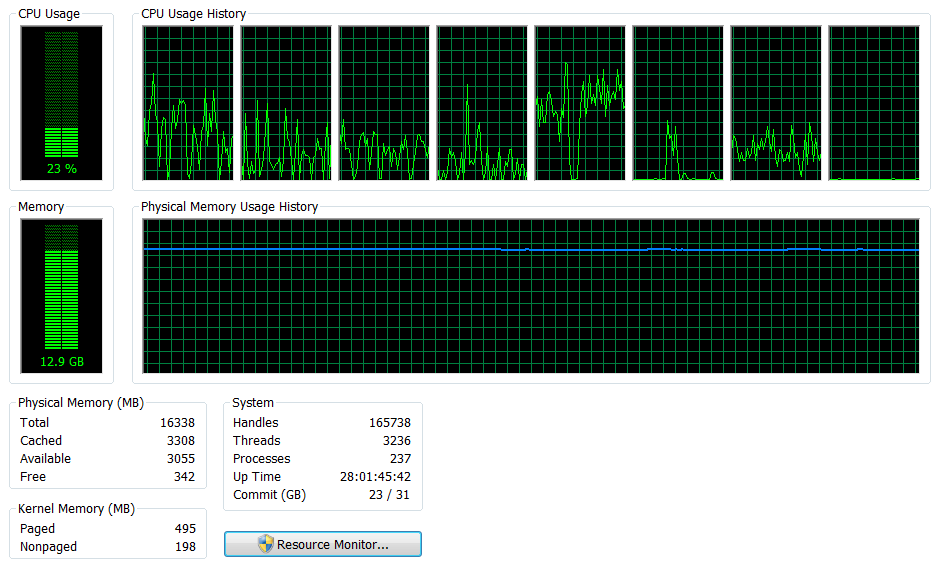 CPU Usage
CPU Usage History
23 %
Memory
Physical Memory Usage History
12.9 GB
Physical Memory (MB)
Total 16338
Cached 3308
Available 3055
Free 342
Kernel Memory (MB)
Paged 495
Nonpaged 198
System
Handles 165738
Threads 3236
Processes 237
Up Time 28:01:45:42
Commit (GB) 23 / 31
Resource Monitor...